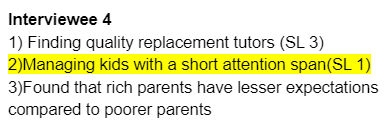 Interviewee 4
1) Finding quality replacement tutors (SL 3)
2)Managing kids with a short attention span(SL 1)
3)Found that rich parents have lesser expectations
compared to poorer parents